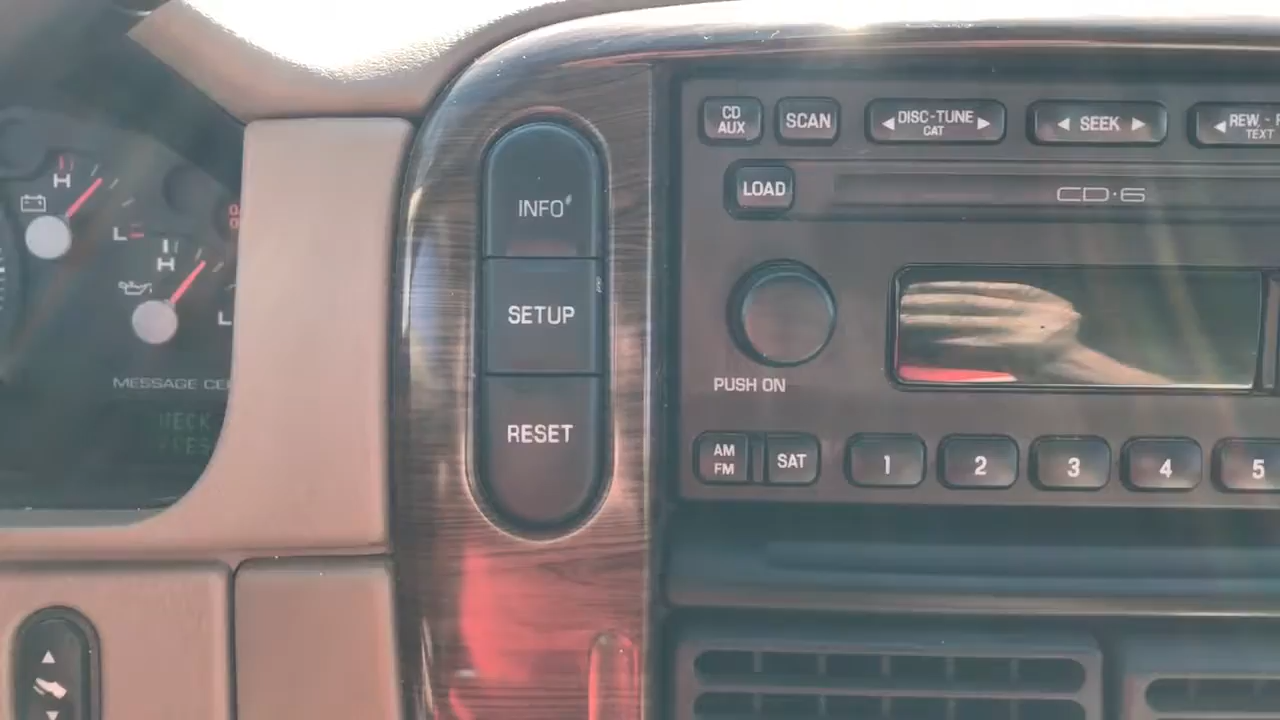 H
L
H
L
MESSAGE CE
INFO
SETUP
RESET
CD
AUX
SCAN
DISC-TUNE
CAT
SEEK
REW
TEXT
LOAD
CD·6
PUSH ON
AM
FM
SAT
1
2
3
4
5